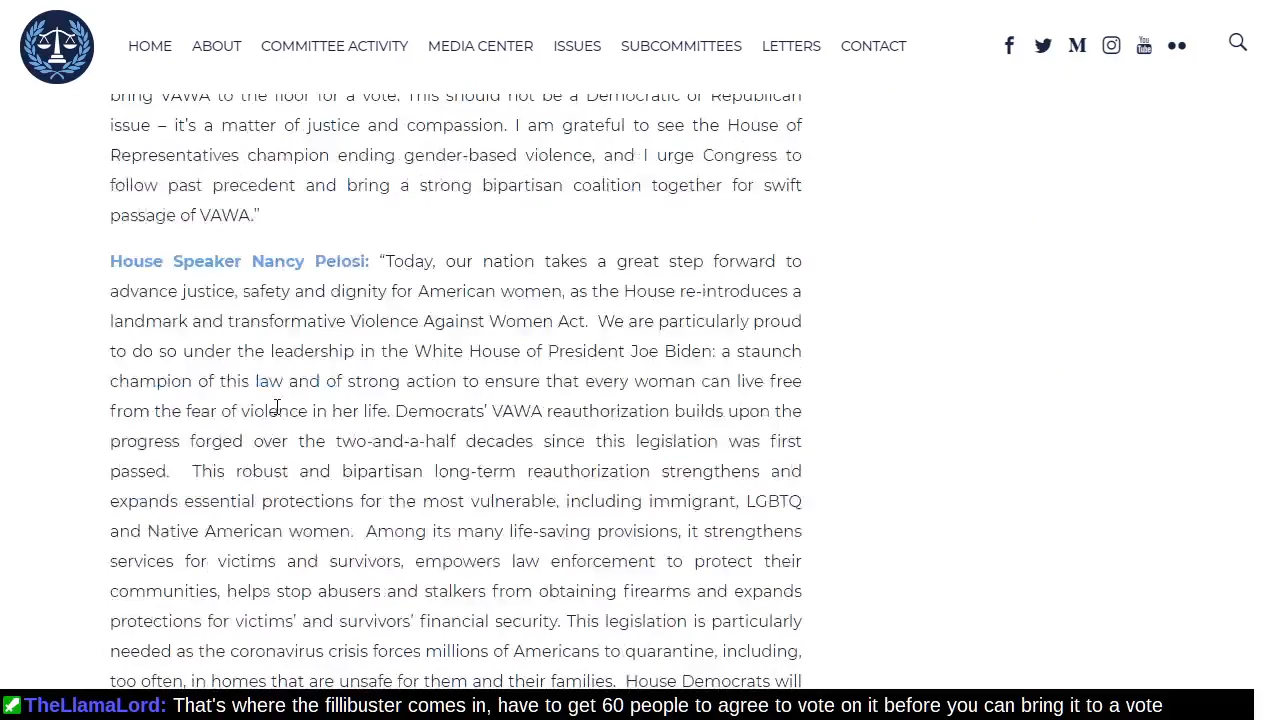 HOME ABOUT COMMITTEE ACTIVITY MEDIA CENTER ISSUES SUBCOMMITTEES LETTERS CONTACT
You Tube
bring VAWA to the floor for a vote. This should not be a Democratic or Republican
issue – it's a matter of justice and compassion. I am grateful to see the House of
Representatives champion ending gender-based violence, and I urge Congress to
follow past precedent and bring a strong bipartisan coalition together for swift
passage of VAWA.”
House Speaker Nancy Pelosi: “Today, our nation takes a great step forward to
advance justice, safety and dignity for American women, as the House re-introduces a
landmark and transformative Violence Against Women Act. We are particularly proud
to do so under the leadership in the White House of President Joe Biden: a staunch
champion of this law and of strong action to ensure that every woman can live free
from the fear of violence in her life. Democrats’ VAWA reauthorization builds upon the
progress forged over the two-and-a-half decades since this legislation was first
passed. This robust and bipartisan long-term reauthorization strengthens and
expands essential protections for the most vulnerable, including immigrant, LGBTQ
and Native American women. Among its many life-saving provisions, it strengthens
services for victims and survivors, empowers law enforcement to protect their
communities, helps stop abusers and stalkers from obtaining firearms and expands
protections for victims’ and survivors’ financial security. This legislation is particularly
needed as the coronavirus crisis forces millions of Americans to quarantine, including,
too often, in homes that are unsafe for them and their families. House Democrats will
TheLlamaLord: That's where the fillibuster comes in, have to get 60 people to agree to vote on it before you can bring it to a vote